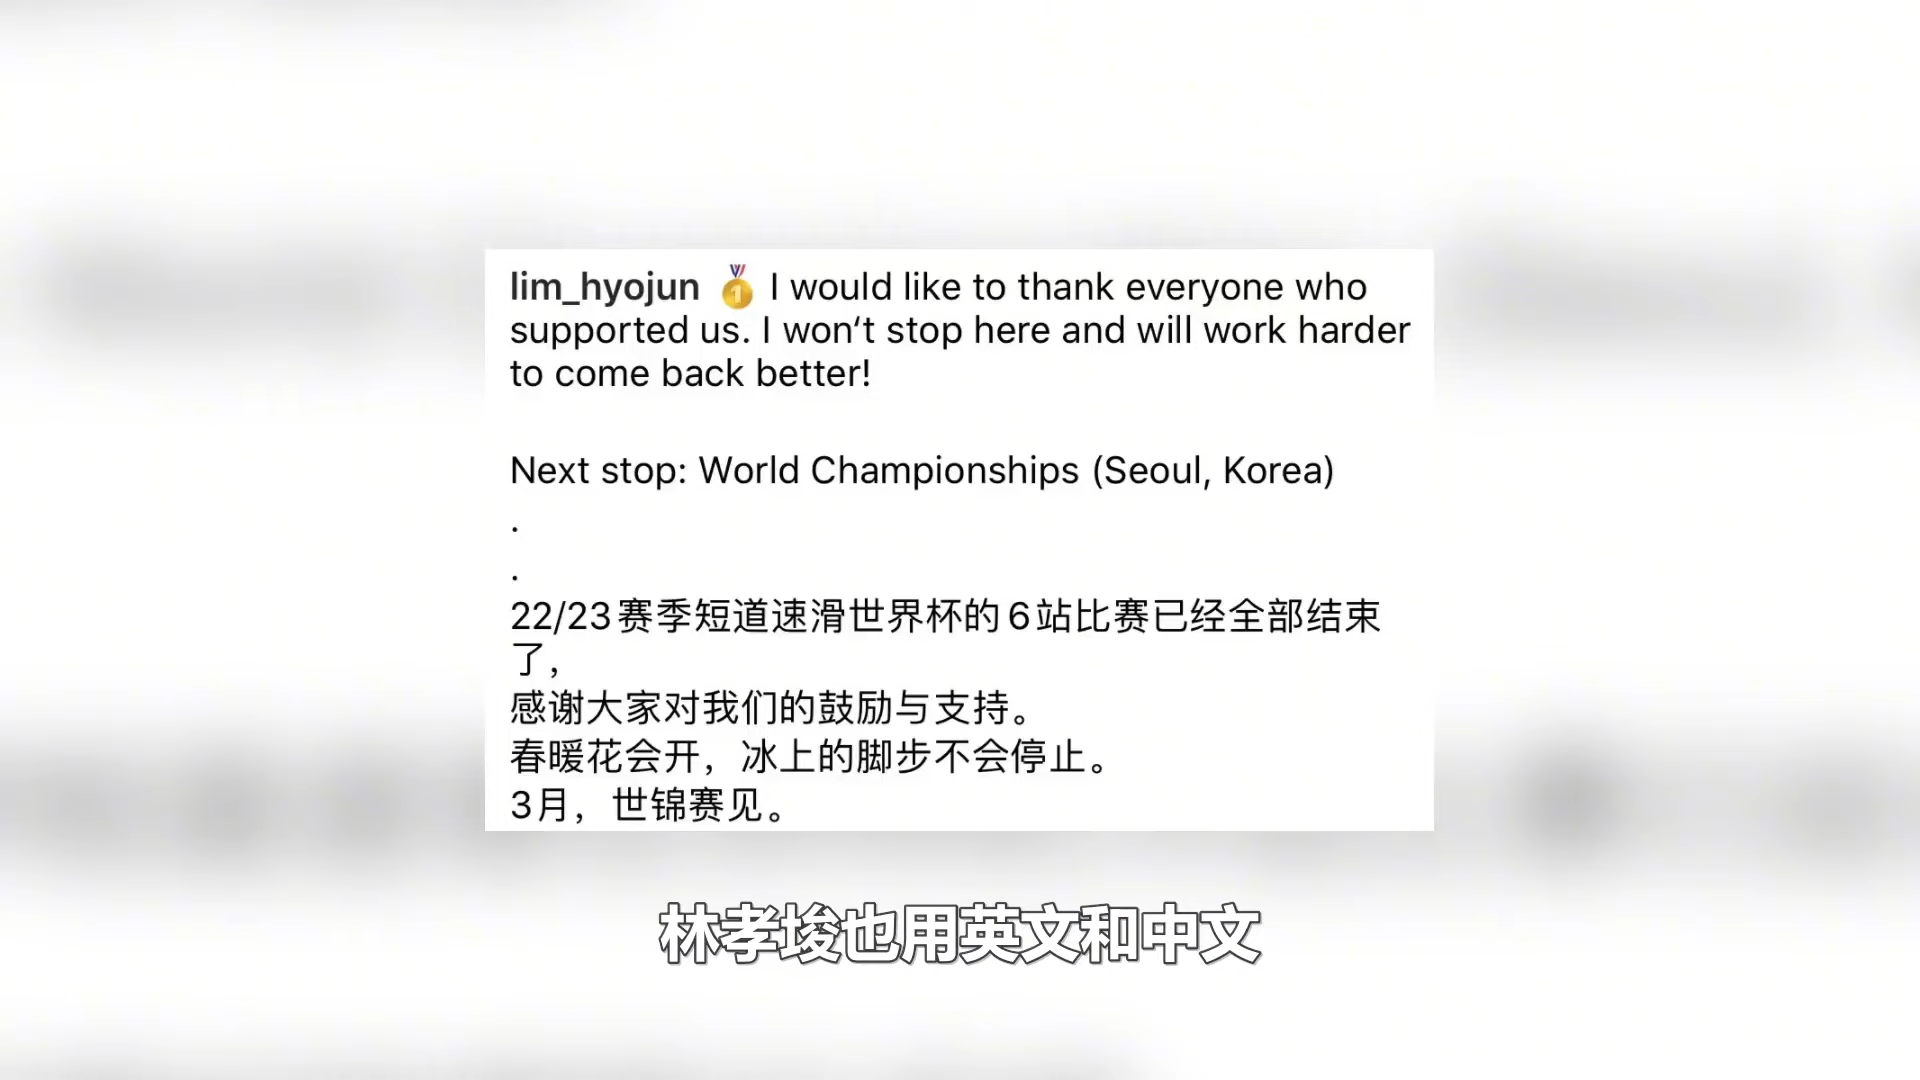 lim_hyojun 🥇 I would like to thank everyone who
supported us. I won‘t stop here and will work harder
to come back better!
Next stop: World Championships (Seoul, Korea)
.
.
22/23赛季短道速滑世界杯的6站比赛已经全部结束
了，
感谢大家对我们的鼓励与支持。
春暖花会开，冰上的脚步不会停止。
3月，世锦赛见。
林孝埈也用英文和中文